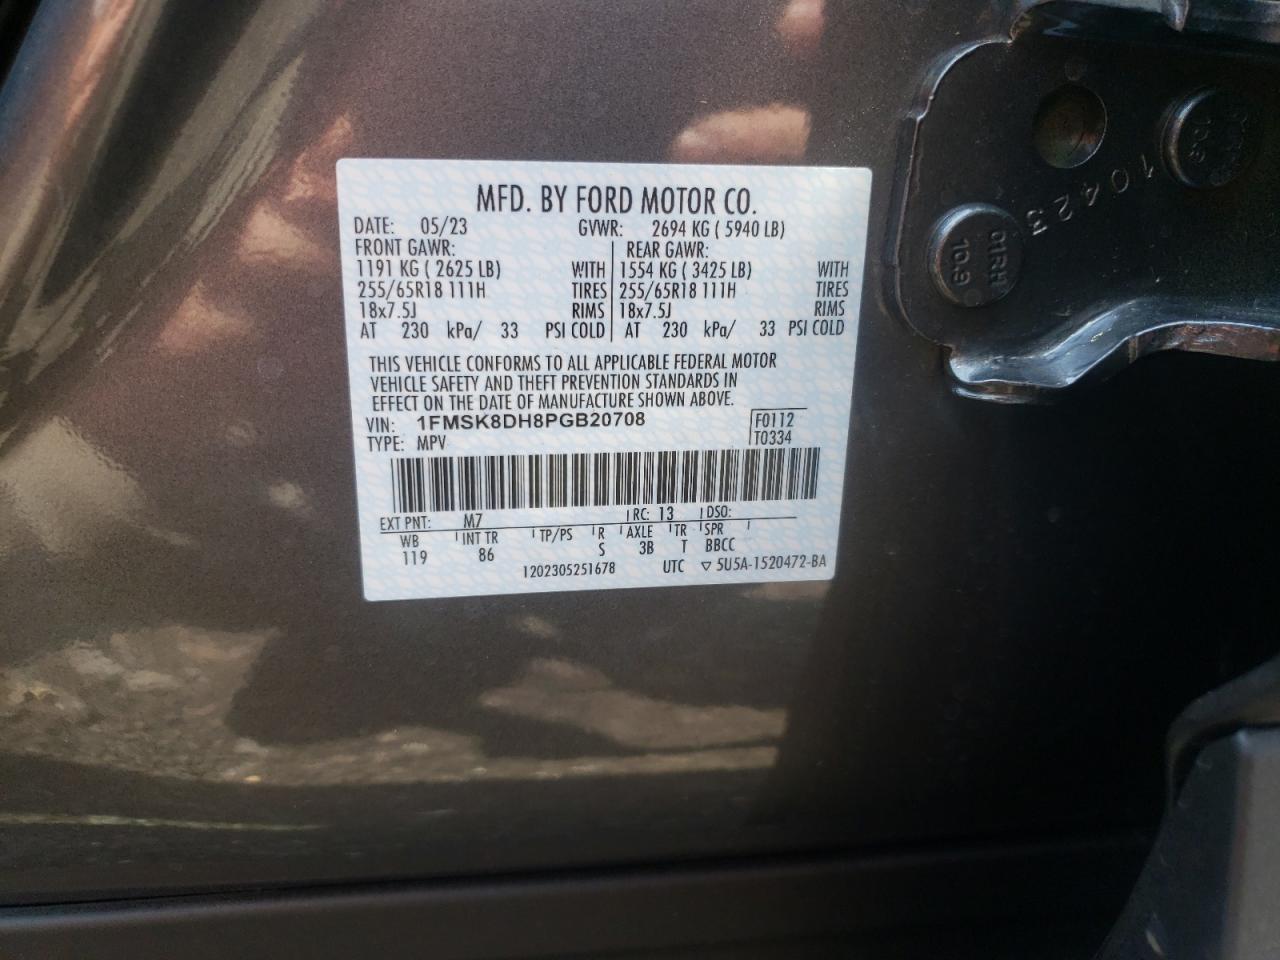 MFD. BY FORD MOTOR CO.
DATE: 05/23 GVWR: 2694 KG ( 5940 LB)
FRONT GAWR: REAR GAWR:
1191 KG ( 2625 LB) WITH 1554 KG ( 3425 LB) WITH
255/65R18 111H TIRES 255/65R18 111H TIRES
18x7.5J RIMS 18x7.5J RIMS
AT 230 kPa/ 33 PSI COLD AT 230 kPa/ 33 PSI COLD
THIS VEHICLE CONFORMS TO ALL APPLICABLE FEDERAL MOTOR
VEHICLE SAFETY AND THEFT PREVENTION STANDARDS IN
EFFECT ON THE DATE OF MANUFACTURE SHOWN ABOVE.
VIN: 1FMSK8DH8PGB20708 F0112
TYPE: MPV T0334
EXT PNT: M7 RC: 13 DSO:
WB INT TR TP/PS R AXLE TR SPR
119 86 S 3B T BBCC
1202305251678 UTC ▽ 5U5A-1520472-BA
10425
01RH
10.9
10.9